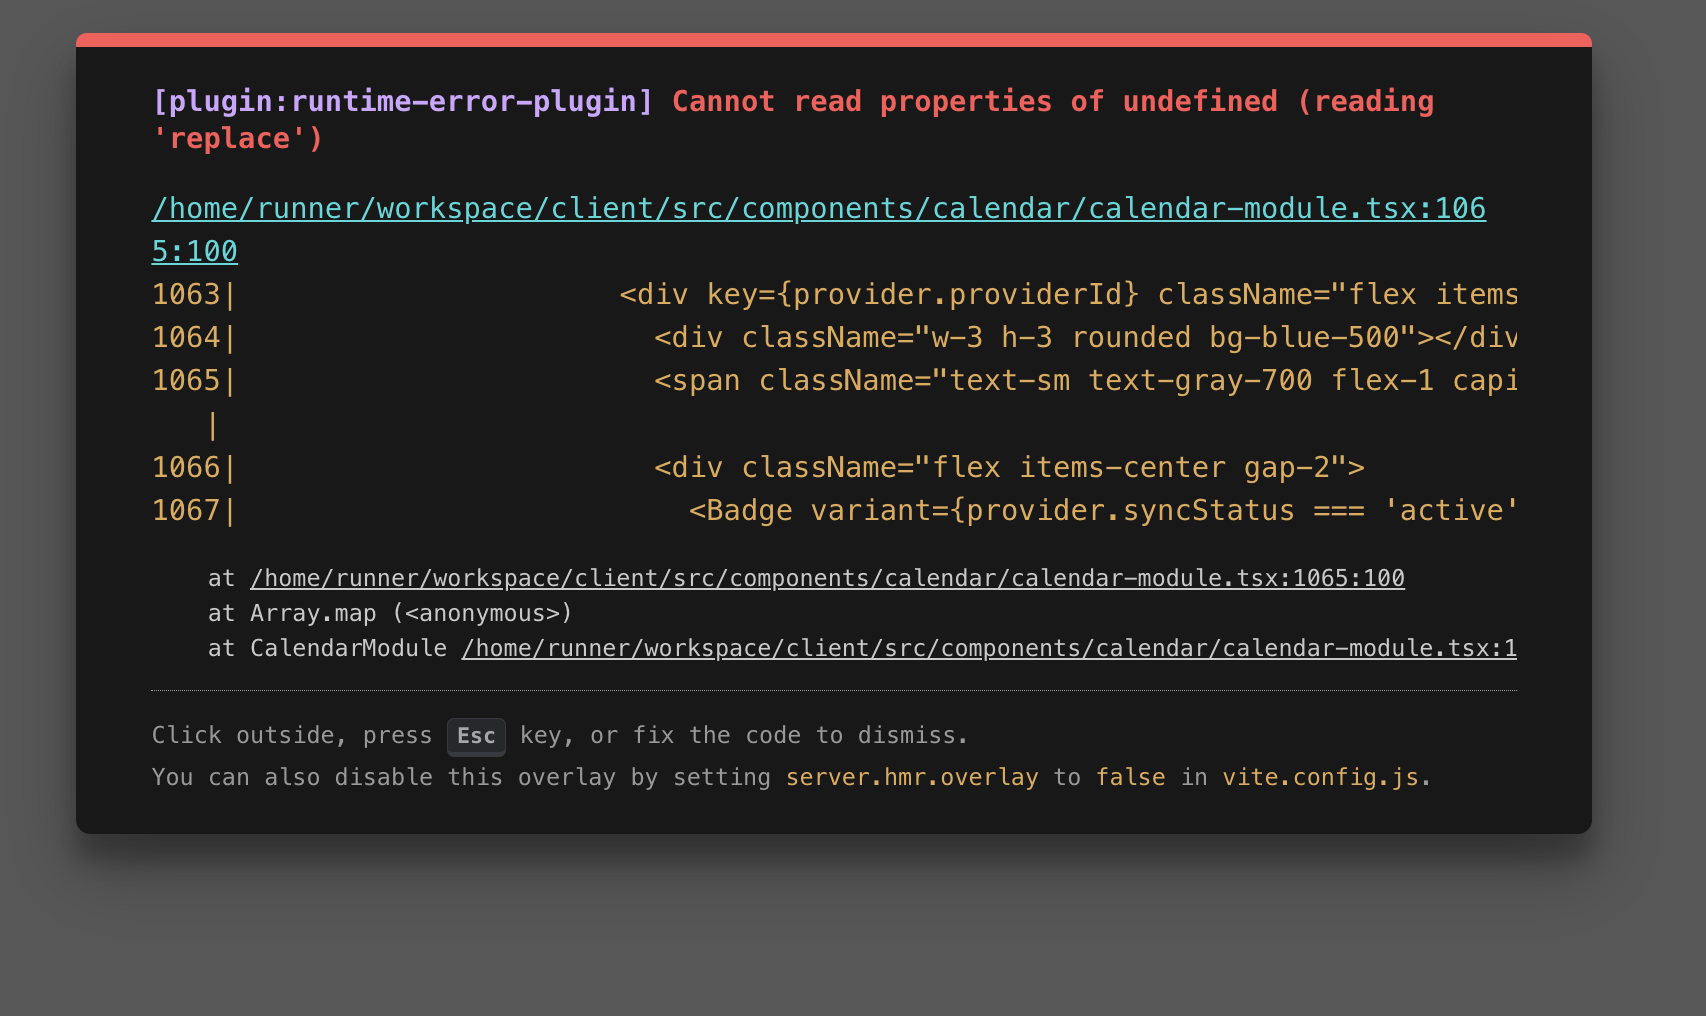 [plugin:runtime-error-plugin] Cannot read properties of undefined (reading
'replace')
/home/runner/workspace/client/src/components/calendar/calendar-module.tsx:106
5:100
1063|                      <div key={provider.providerId} className="flex items
1064|                        <div className="w-3 h-3 rounded bg-blue-500"></div
1065|                        <span className="text-sm text-gray-700 flex-1 capi
    |
1066|                        <div className="flex items-center gap-2">
1067|                          <Badge variant={provider.syncStatus === 'active'
at /home/runner/workspace/client/src/components/calendar/calendar-module.tsx:1065:100
at Array.map (<anonymous>)
at CalendarModule /home/runner/workspace/client/src/components/calendar/calendar-module.tsx:1
Click outside, press Esc key, or fix the code to dismiss.
You can also disable this overlay by setting server.hmr.overlay to false in vite.config.js.